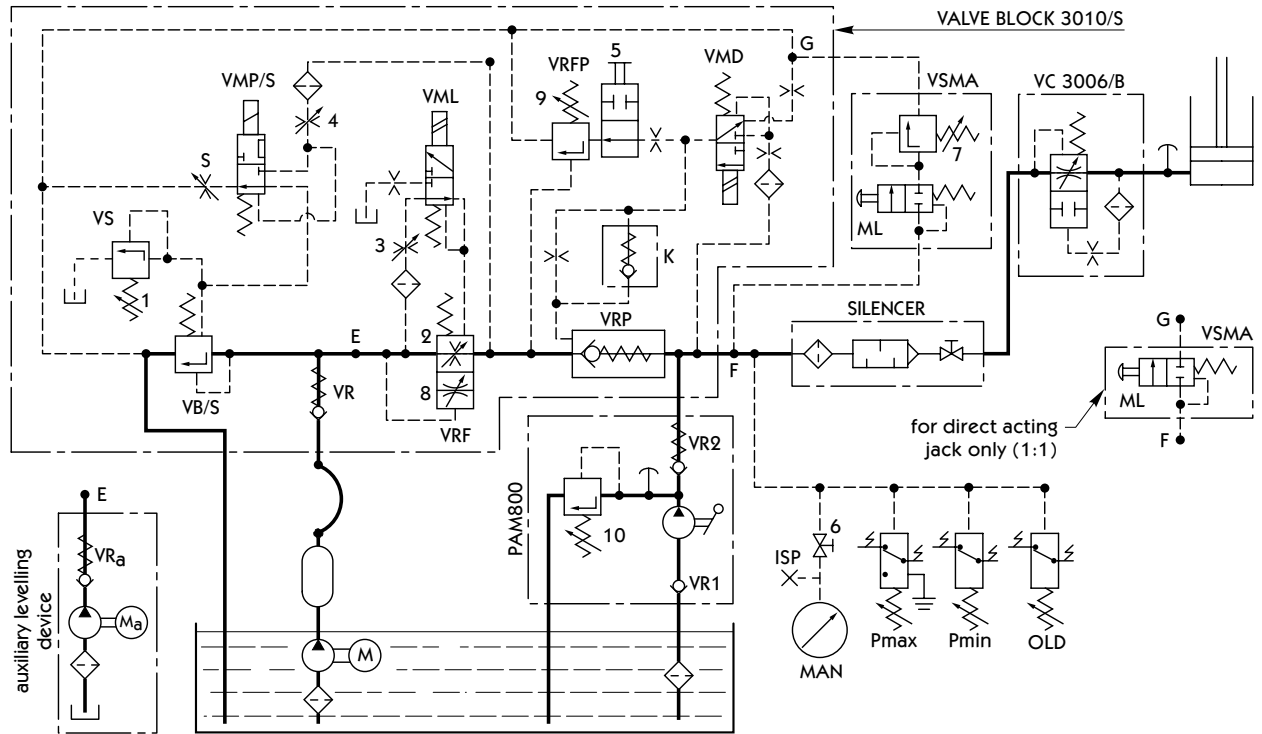 VALVE BLOCK 3010/S
G
VMP/S
VML
VRFP
5
VMD
VSMA
VC 3006/B
9
4
S
7
VS
3
ML
K
1
E
2
VRP
SILENCER
VR
8
F
G
VSMA
VB/S
VRF
ML
for direct acting
jack only (1:1)
VR2
F
PAM800
10
E
6
ISP
VRa
VR1
auxiliary levelling
device
Ma
M
MAN
Pmax
Pmin
OLD